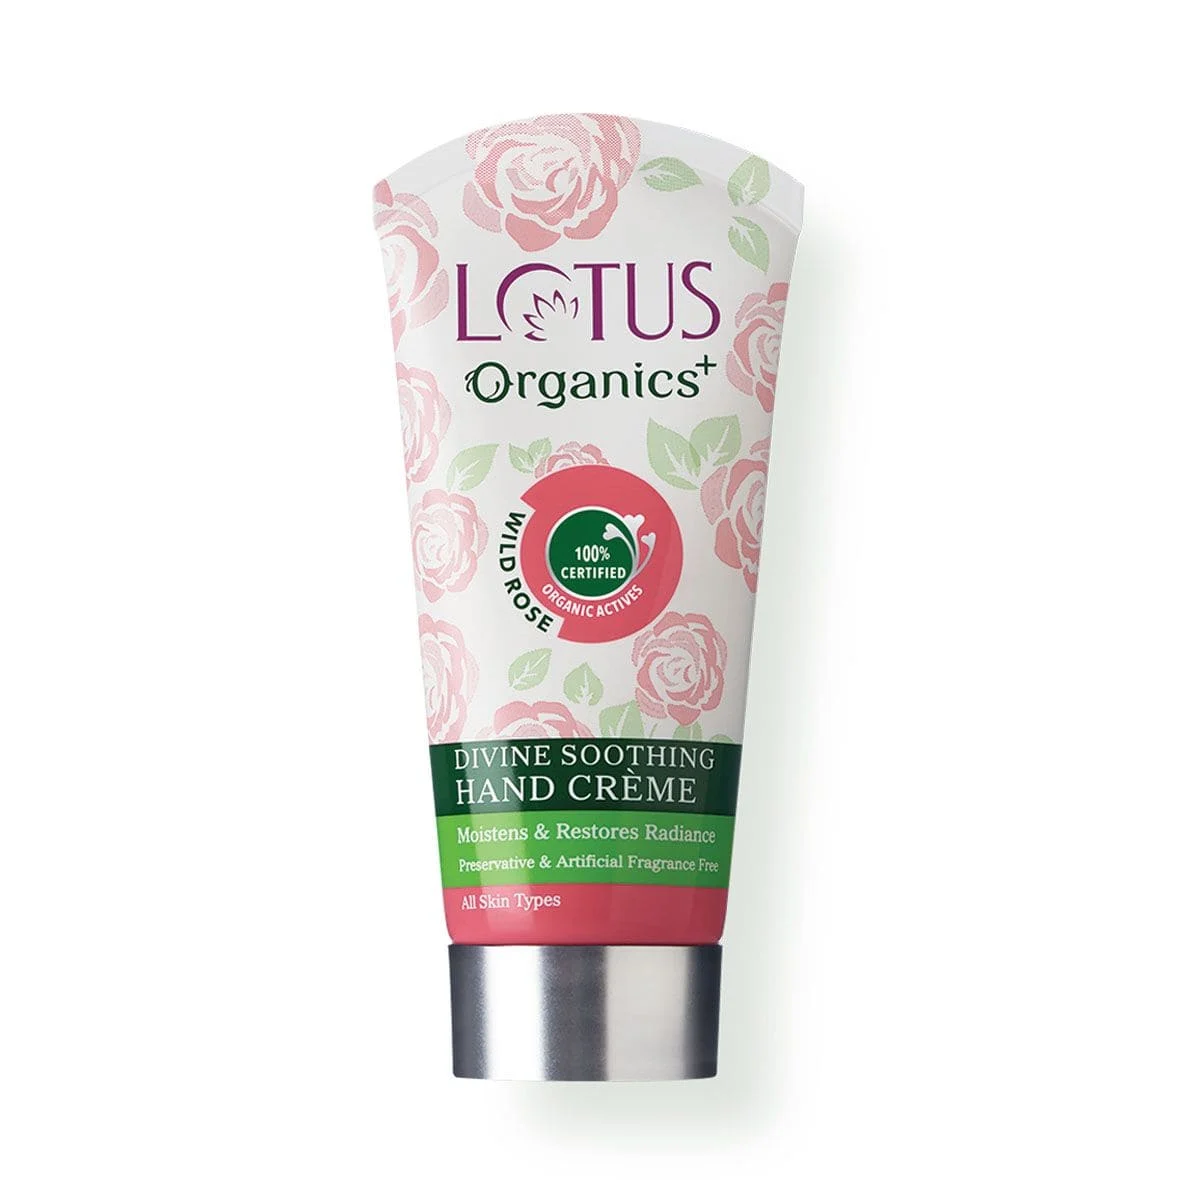 LOTUS
Organics+
WILD ROSE
100%
CERTIFIED
ORGANIC ACTIVES
DIVINE SOOTHING
HAND CRÈME
Moistens & Restores Radiance
Preservative & Artificial Fragrance Free
All Skin Types